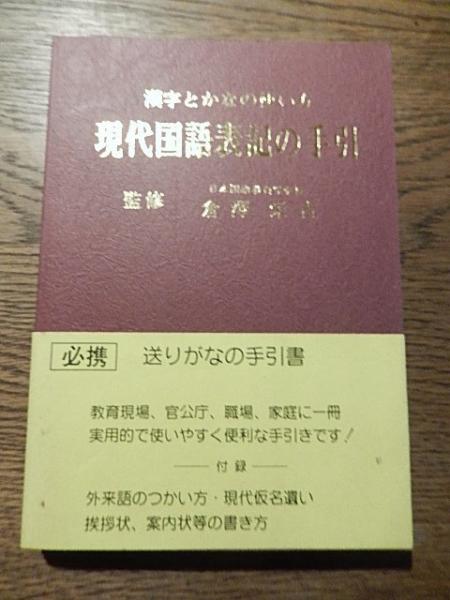 漢字とかなの使い方
現代国語表記の手引
監修 倉澤栄吉
必携 送りがなの手引書
教育現場、官公庁、職場、家庭に一冊
実用的で使いやすく便利な手引きです!
付録
外来語のつかい方・現代仮名遣い
挨拶状、案内状等の書き方